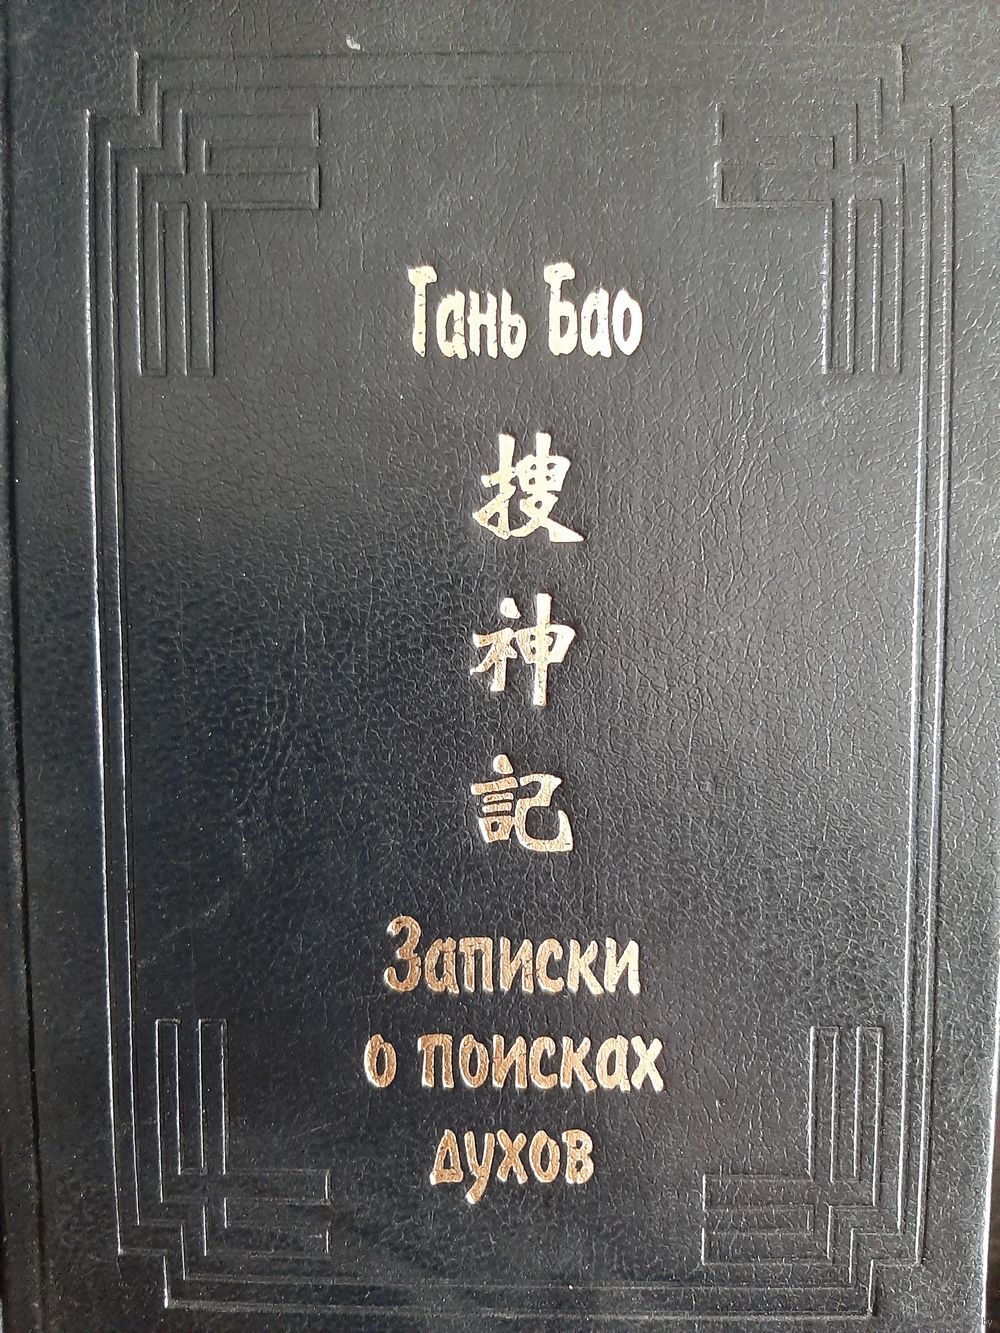 Гань Бао
搜
神
記
Записки
о поисках
духов